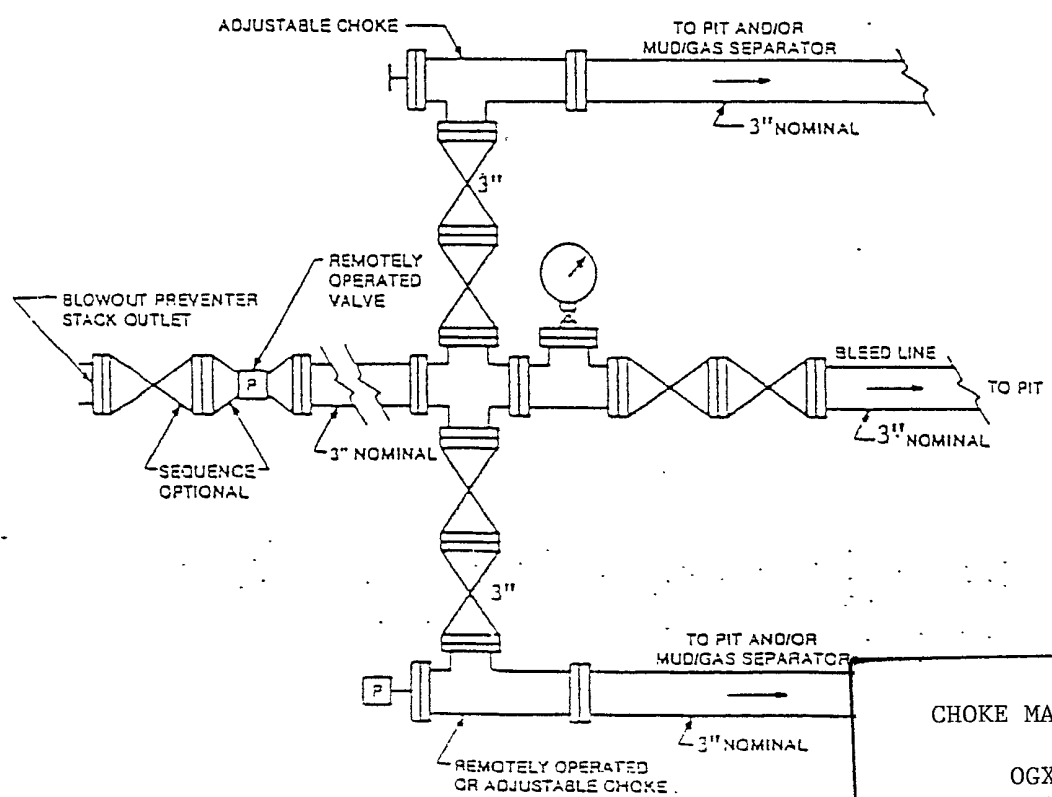 ADJUSTABLE CHOKE
TO PIT AND/OR
MUD/GAS SEPARATOR
3" NOMINAL
3"
REMOTELY
OPERATED
VALVE
BLOWOUT PREVENTER
STACK OUTLET
P
BLEED LINE
TO PIT
3" NOMINAL
3" NOMINAL
SEQUENCE
OPTIONAL
3"
TO PIT AND/OR
MUD/GAS SEPARATOR
P
3" NOMINAL
REMOTELY OPERATED
OR ADJUSTABLE CHOKE
CHOKE MA
OGX